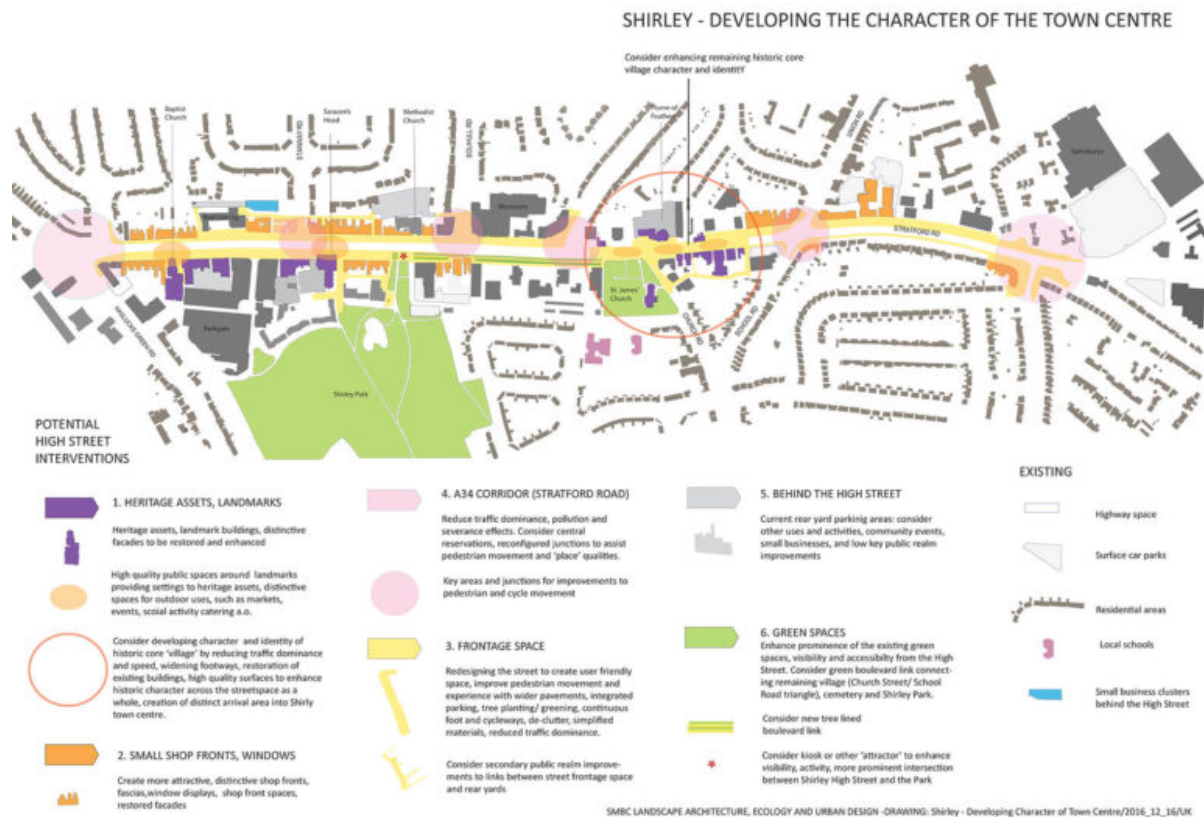 SHIRLEY - DEVELOPING THE CHARACTER OF THE TOWN CENTRE
Consider enhancing remaining historic core
village character and identity
Baptist
Church
Saracen's
Head
Methodist
Church
Plume of
Feathers
STANWAY RD
SOLIHULL RD
UNION RD
Sainsburys
Morrisons
STRATFORD RD
St. James'
Church
CHURCH RD
SCHOOL RD
HASLUCKS GREEN RD
Parkgate
Shirley Park
POTENTIAL
HIGH STREET
INTERVENTIONS
1. HERITAGE ASSETS, LANDMARKS
Heritage assets, landmark buildings, distinctive
facades to be restored and enhanced
High quality public spaces around landmarks
providing settings to heritage assets, distinctive
spaces for outdoor uses, such as markets,
events, scoial activity catering a.o.
Consider developing character and identity of
historic core 'village' by reducing traffic dominance
and speed, widening footways, restoration of
existing buildings, high quality surfaces to enhance
historic character across the streetspace as a
whole, creation of distinct arrival area into Shirly
town centre.
2. SMALL SHOP FRONTS, WINDOWS
Create more attractive, distinctive shop fronts,
fascias,window displays, shop front spaces,
restored facades
4. A34 CORRIDOR (STRATFORD ROAD)
Reduce traffic dominance, pollution and
severance effects. Consider central
reservations, reconfigured junctions to assist
pedestrian movement and 'place' qualities.
Key areas and junctions for improvements to
pedestrian and cycle movement
3. FRONTAGE SPACE
Redesigning the street to create user friendly
space, improve pedestrian movement and
experience with wider pavements, integrated
parking, tree planting/ greening, continuous
foot and cycleways, de-clutter, simplified
materials, reduced traffic dominance.
Consider secondary public realm improve-
ments to links between street frontage space
and rear yards
5. BEHIND THE HIGH STREET
Current rear yard parkinig areas: consider
other uses and activities, community events,
small businesses, and low key public realm
improvements
6. GREEN SPACES
Enhance prominence of the existing green
spaces, visibility and accessibilty from the High
Street. Consider green boulevard link connect-
ing remaining village (Church Street/ School
Road triangle), cemetery and Shirley Park.
Consider new tree lined
boulevard link
Consider kiosk or other 'attractor' to enhance
visibility, activity, more prominent intersection
between Shirley High Street and the Park
EXISTING
Highway space
Surface car parks
Residential areas
Local schools
Small business clusters
behind the High Street
SMBC LANDSCAPE ARCHITECTURE, ECOLOGY AND URBAN DESIGN -DRAWING: Shirley - Developing Character of Town Centre/2016_12_16/UK